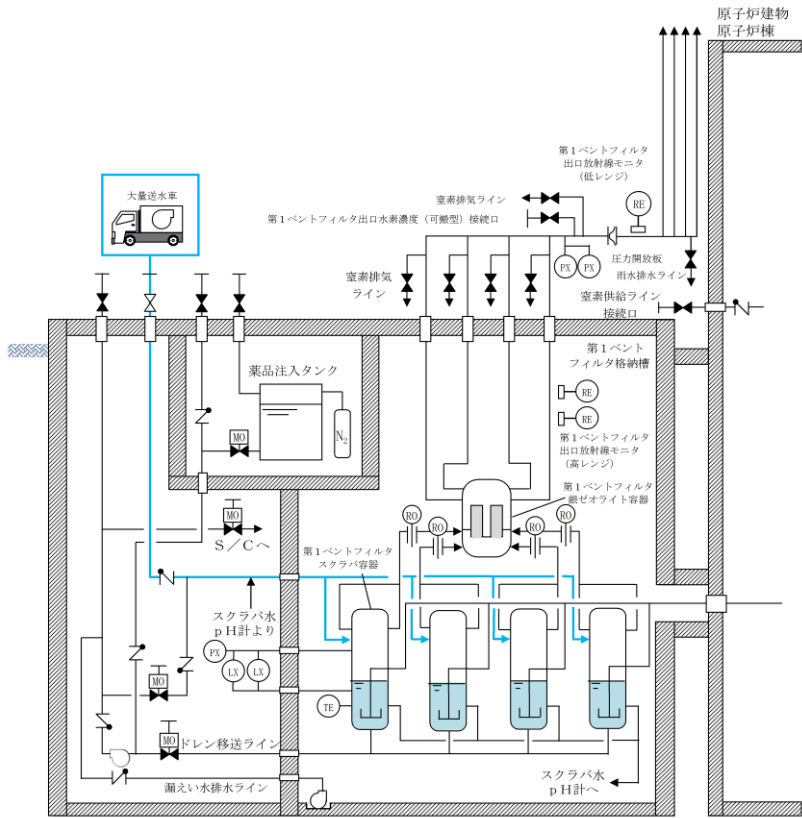 原子炉建物
原子炉棟
第1ベントフィルタ
出口放射線モニタ
(低レンジ)
RE
大量送水車
窒素排気ライン
第1ベントフィルタ出口水素濃度(可搬型)接続口
圧力開放板
雨水排水ライン
PX
PX
窒素排気
ライン
窒素供給ライン
接続口
第1ベント
フィルタ格納槽
薬品注入タンク
N₂
MO
RE
RE
第1ベントフィルタ
出口放射線モニタ
(高レンジ)
第1ベントフィルタ
銀ゼオライト容器
RO
RO
RO
RO
MO
S/Cへ
第1ベントフィルタ
スクラバ容器
スクラバ水
pH計より
PX
LX
LX
MO
TE
MO
ドレン移送ライン
漏えい水排水ライン
スクラバ水
pH計へ